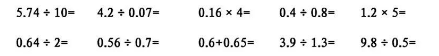 5.74 ÷ 10= 4.2 ÷ 0.07= 0.16 × 4= 0.4 ÷ 0.8= 1.2 × 5=
0.64 ÷ 2= 0.56 ÷ 0.7= 0.6+0.65= 3.9 ÷ 1.3= 9.8 ÷ 0.5=